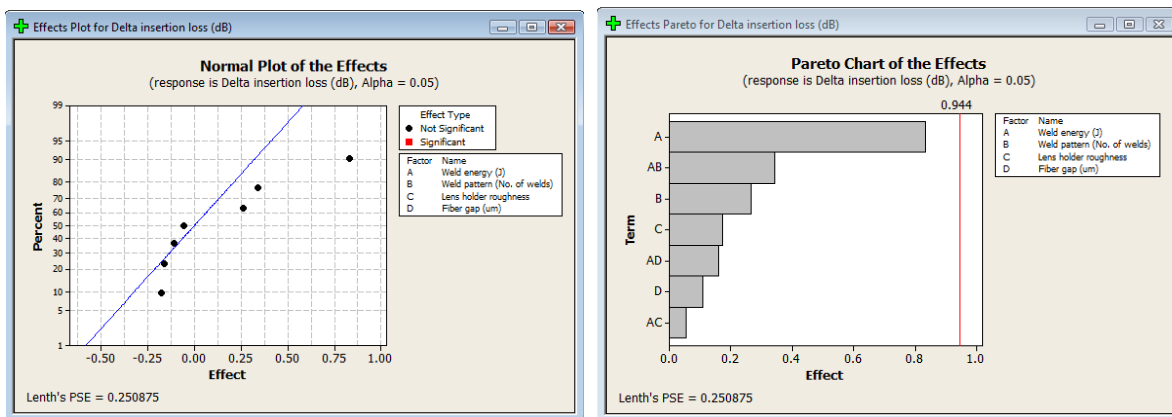 Effects Plot for Delta insertion loss (dB)
Normal Plot of the Effects
(response is Delta insertion loss (dB), Alpha = 0.05)
99
95
90
80
70
60
50
40
30
20
10
5
1
Percent
-0.50 -0.25 0.00 0.25 0.50 0.75 1.00
Effect
Effect Type
Not Significant
Significant
Factor Name
A Weld energy (J)
B Weld pattern (No. of welds)
C Lens holder roughness
D Fiber gap (um)
Lenth's PSE = 0.250875
Effects Pareto for Delta insertion loss (dB)
Pareto Chart of the Effects
(response is Delta insertion loss (dB), Alpha = 0.05)
0.944
Term
A
AB
B
C
AD
D
AC
0.0 0.2 0.4 0.6 0.8 1.0
Effect
Factor Name
A Weld energy (J)
B Weld pattern (No. of welds)
C Lens holder roughness
D Fiber gap (um)
Lenth's PSE = 0.250875